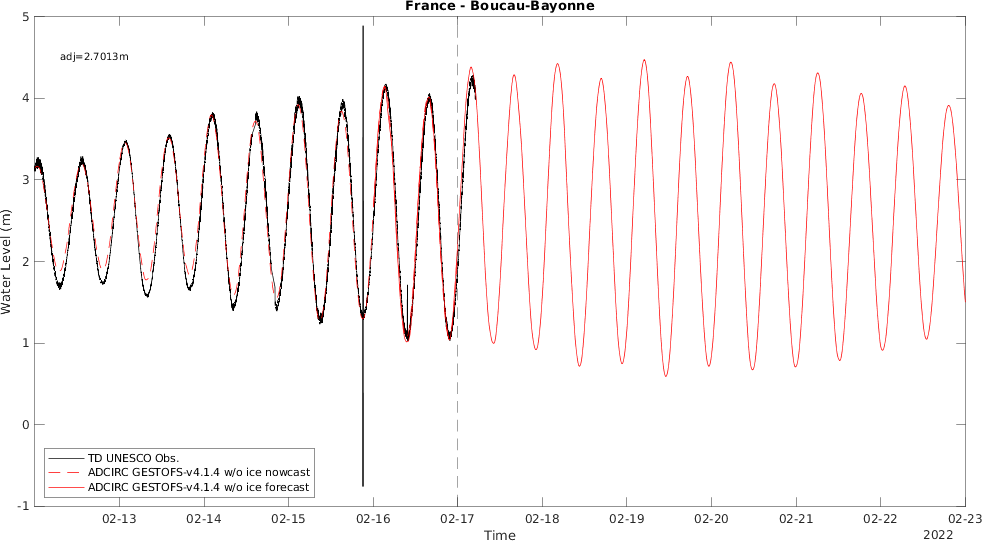 France - Boucau-Bayonne
adj=2.7013m
5
4
3
2
1
0
-1
Water Level (m)
TD UNESCO Obs.
ADCIRC GESTOFS-v4.1.4 w/o ice nowcast
ADCIRC GESTOFS-v4.1.4 w/o ice forecast
02-13 02-14 02-15 02-16 02-17 02-18 02-19 02-20 02-21 02-22 02-23
Time
2022